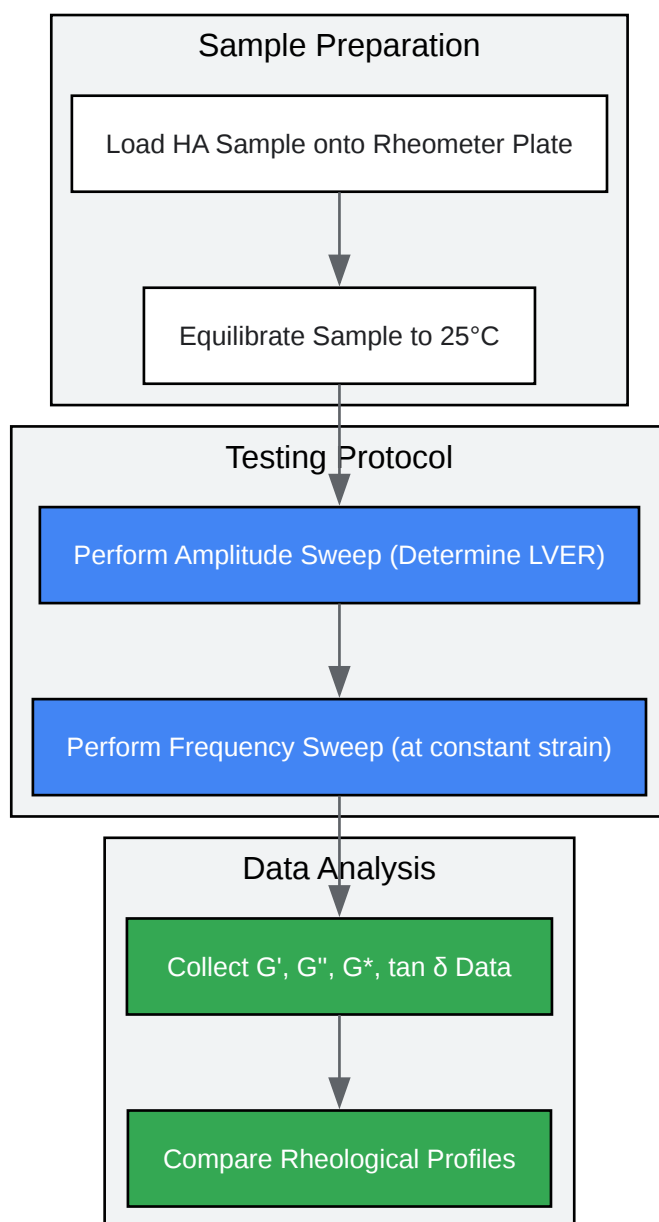 Sample Preparation
Load HA Sample onto Rheometer Plate
Equilibrate Sample to 25°C
Testing Protocol
Perform Amplitude Sweep (Determine LVER)
Perform Frequency Sweep (at constant strain)
Data Analysis
Collect G', G'', G*, tan δ Data
Compare Rheological Profiles